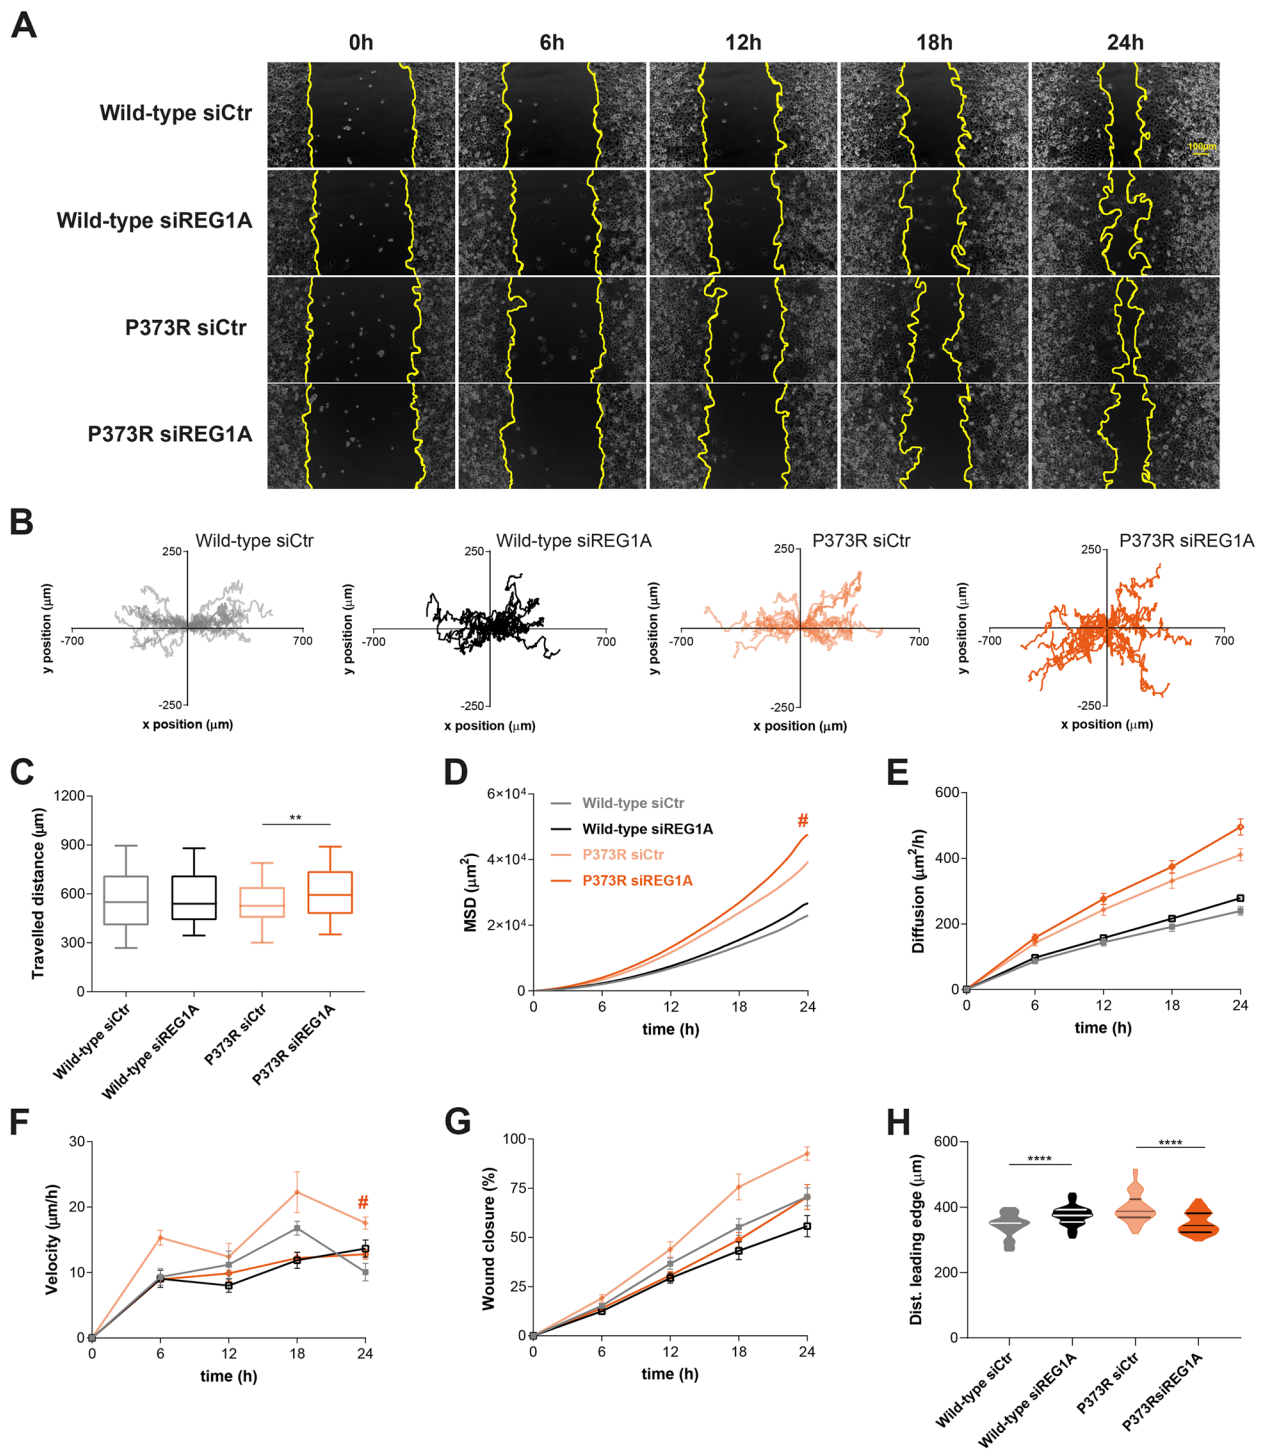 A
0h 6h 12h 18h 24h
Wild-type siCtr
100µm
Wild-type siREG1A
P373R siCtr
P373R siREG1A
B
Wild-type siCtr
250
y position (µm)
-700
700
-250
x position (µm)
Wild-type siREG1A
250
y position (µm)
-700
700
-250
x position (µm)
P373R siCtr
250
y position (µm)
-700
700
-250
x position (µm)
P373R siREG1A
250
y position (µm)
-700
700
-250
x position (µm)
C
Travelled distance (µm)
1200
900
600
300
0
**
Wild-type siCtr
Wild-type siREG1A
P373R siCtr
P373R siREG1A
D
MSD (µm²)
6×10⁴
4×10⁴
2×10⁴
0
Wild-type siCtr
Wild-type siREG1A
P373R siCtr
P373R siREG1A
#
0 6 12 18 24
time (h)
E
Diffusion (µm²/h)
600
400
200
0
0 6 12 18 24
time (h)
F
Velocity (µm/h)
30
20
10
0
#
0 6 12 18 24
time (h)
G
Wound closure (%)
100
75
50
25
0
0 6 12 18 24
time (h)
H
Dist. leading edge (µm)
600
400
200
0
****
****
Wild-type siCtr
Wild-type siREG1A
P373R siCtr
P373RsiREG1A